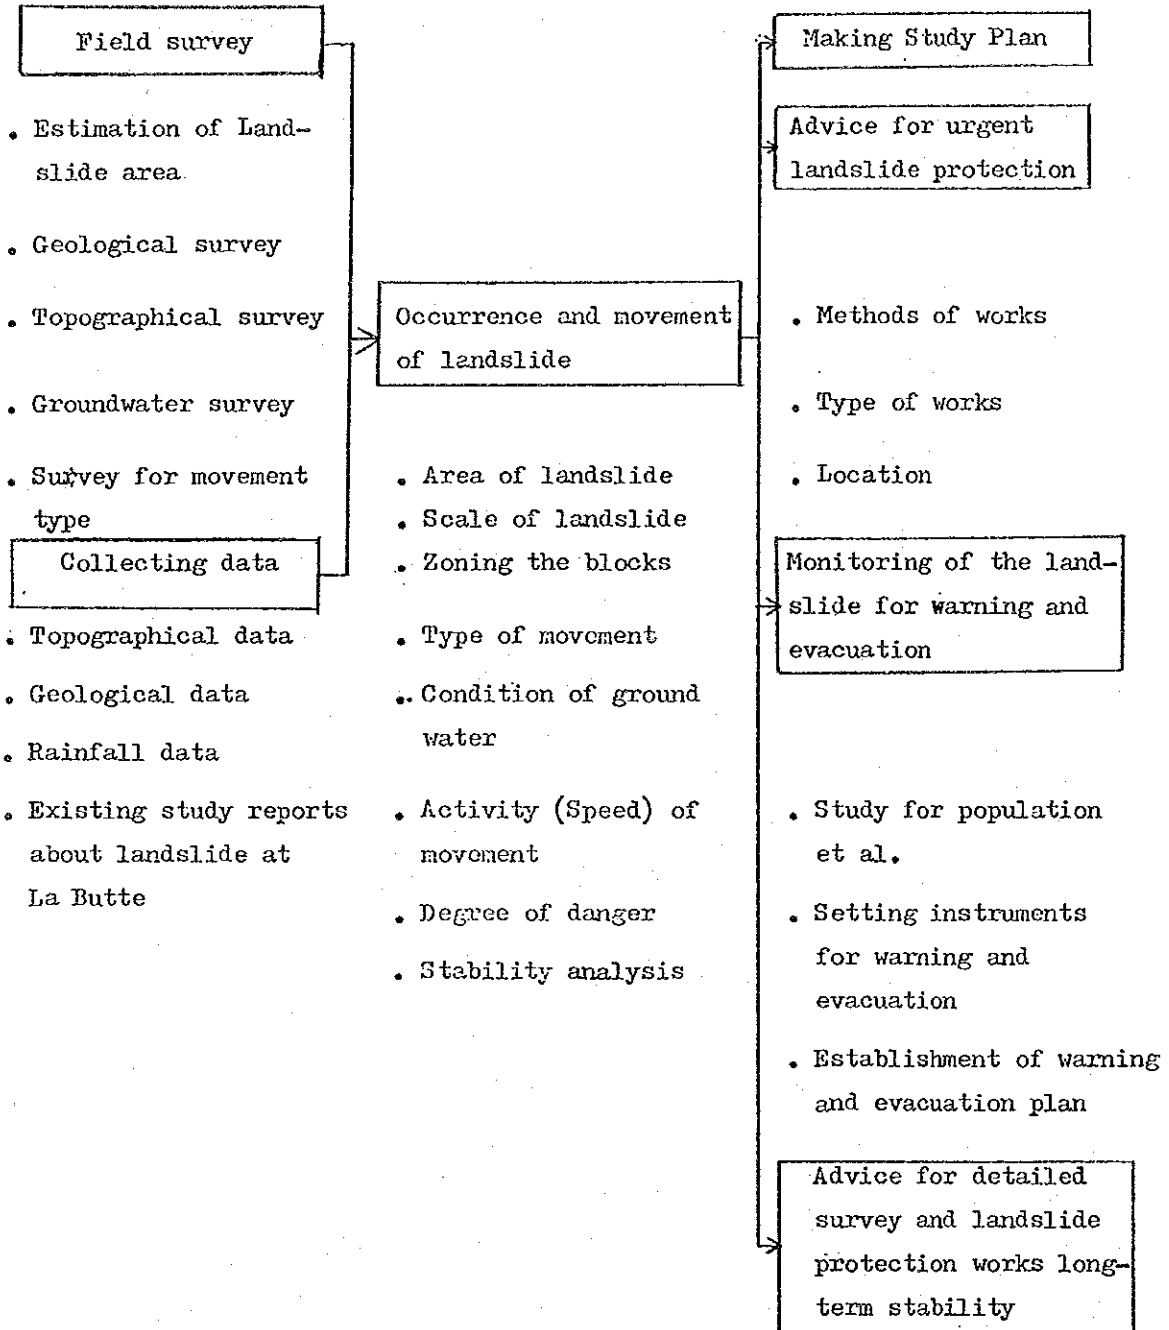 Field survey
. Estimation of Land-
slide area
. Geological survey
. Topographical survey
. Groundwater survey
. Survey for movement
type
Collecting data
. Topographical data
. Geological data
. Rainfall data
. Existing study reports
about landslide at
La Butte
Occurrence and movement
of landslide
. Area of landslide
. Scale of landslide
. Zoning the blocks
. Type of movement
. Condition of ground
water
. Activity (Speed) of
movement
. Degree of danger
. Stability analysis
Making Study Plan
Advice for urgent
landslide protection
. Methods of works
. Type of works
. Location
Monitoring of the land-
slide for warning and
evacuation
. Study for population
et al.
. Setting instruments
for warning and
evacuation
. Establishment of warning
and evacuation plan
Advice for detailed
survey and landslide
protection works long-
term stability